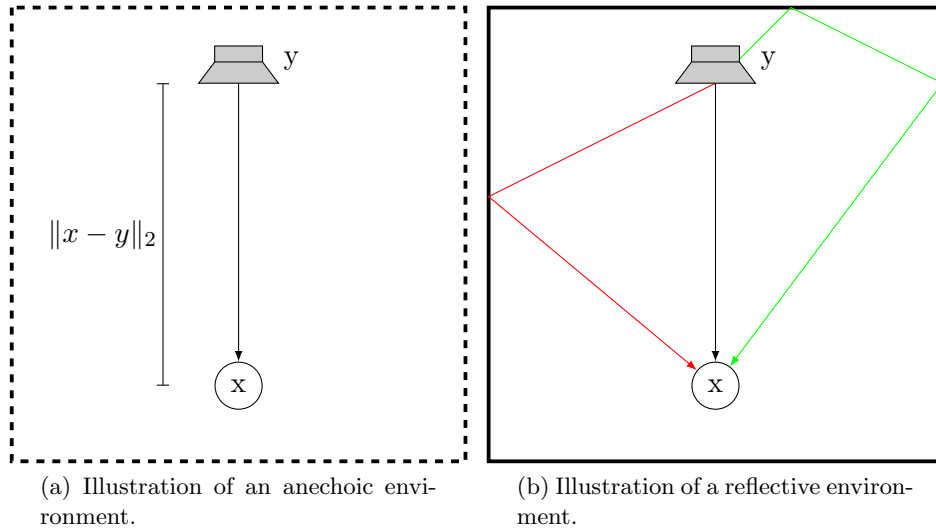 y
‖x − y‖₂
x
(a) Illustration of an anechoic envi-
ronment.
y
x
(b) Illustration of a reflective environ-
ment.